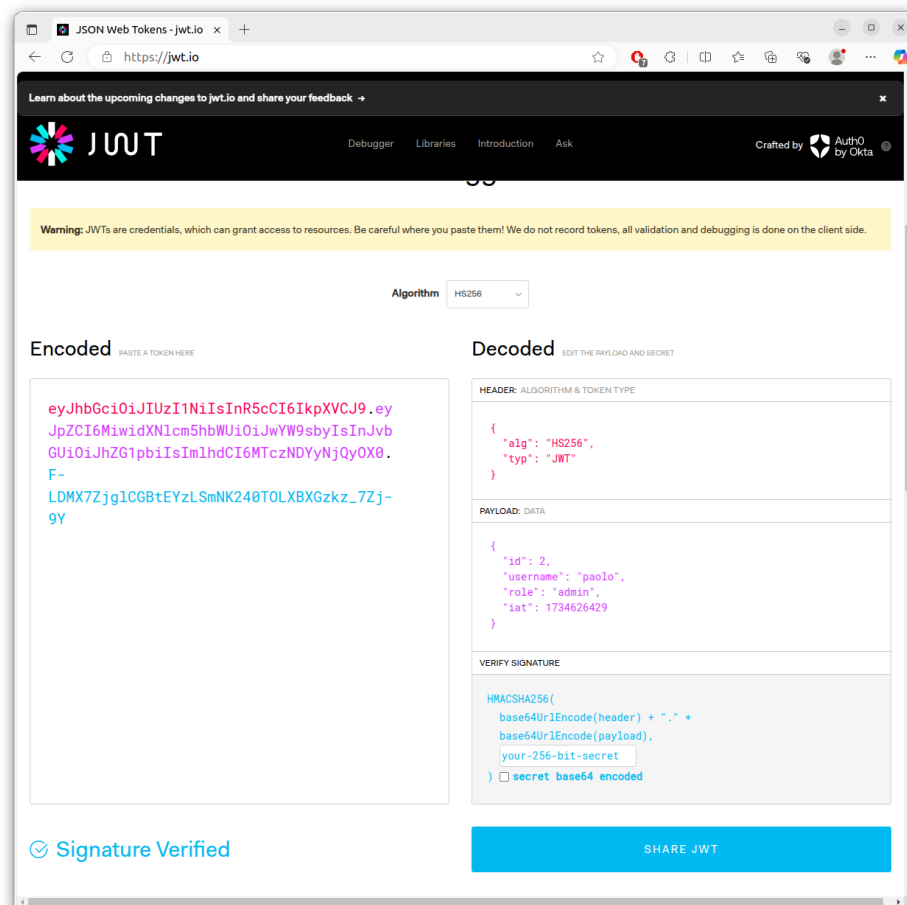 JSON Web Tokens - jwt.io
https://jwt.io
7
Learn about the upcoming changes to jwt.io and share your feedback →
JWT
Debugger Libraries Introduction Ask
Crafted by Auth0 by Okta
Warning: JWTs are credentials, which can grant access to resources. Be careful where you paste them! We do not record tokens, all validation and debugging is done on the client side.
Algorithm HS256
Encoded PASTE A TOKEN HERE
eyJhbGciOiJIUzI1NiIsInR5cCI6IkpXVCJ9.ey
JpZCI6MiwidXNlcm5hbWUiOiJwYW9sbyIsInJvb
GUiOiJhZG1pbiIsImlhdCI6MTczNDYyNjQyOX0.
F-
LDMX7ZjglCGBtEYzLSmNK240TOLXBXGzkz_7Zj-
9Y
Signature Verified
Decoded EDIT THE PAYLOAD AND SECRET
HEADER: ALGORITHM & TOKEN TYPE
{
"alg": "HS256",
"typ": "JWT"
}
PAYLOAD: DATA
{
"id": 2,
"username": "paolo",
"role": "admin",
"iat": 1734626429
}
VERIFY SIGNATURE
HMACSHA256(
base64UrlEncode(header) + "." +
base64UrlEncode(payload),
your-256-bit-secret
) secret base64 encoded
SHARE JWT